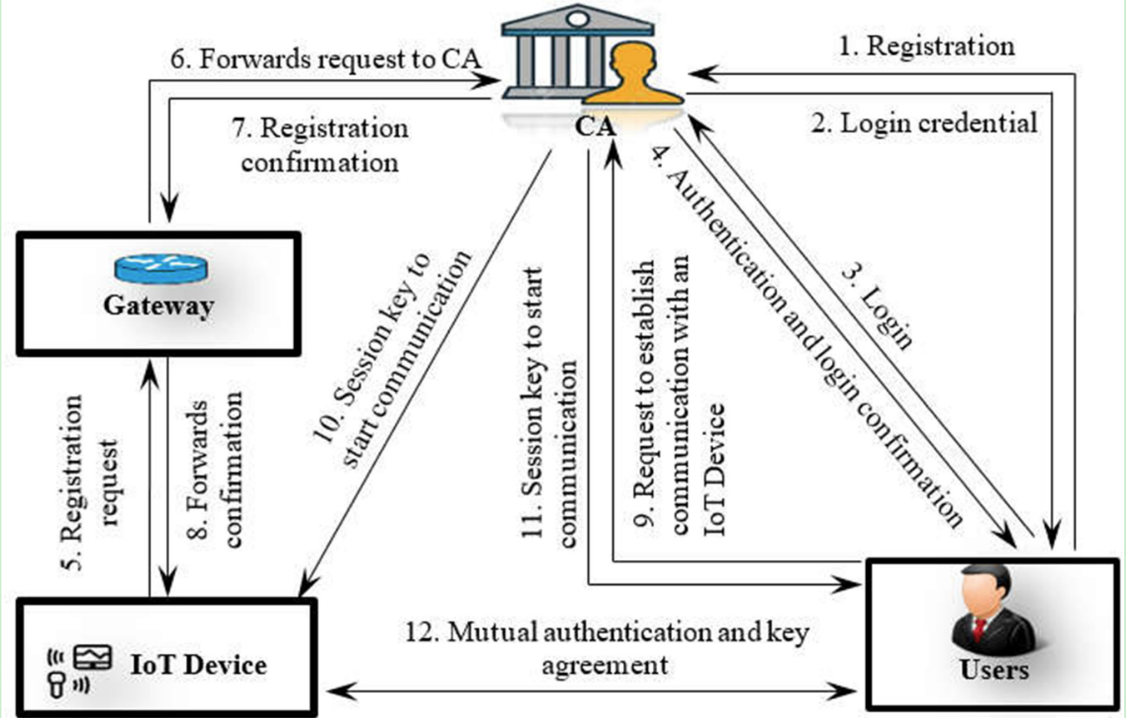 6. Forwards request to CA
1. Registration
7. Registration
confirmation
CA
2. Login credential
4. Authentication and login confirmation
3. Login
Gateway
10. Session key to
start communication
11. Session key to start
communication
9. Request to establish
communication with an
IoT Device
5. Registration
request
8. Forwards
confirmation
12. Mutual authentication and key
agreement
IoT Device
Users